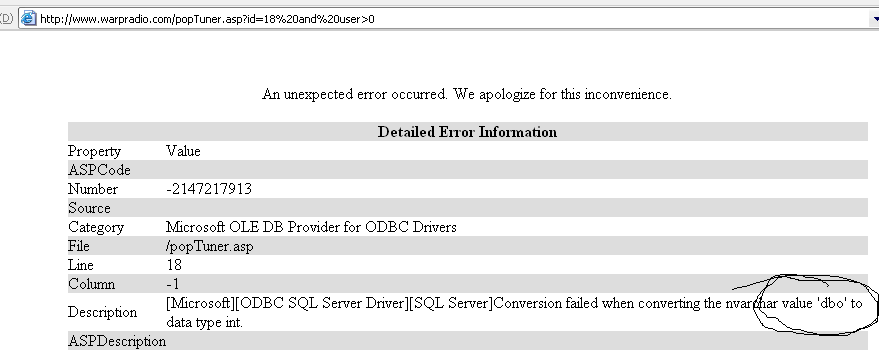 (D) http://www.warpradio.com/popTuner.asp?id=18%20and%20user>0
An unexpected error occurred. We apologize for this inconvenience.
Detailed Error Information
Property Value
ASPCode
Number -2147217913
Source
Category Microsoft OLE DB Provider for ODBC Drivers
File /popTuner.asp
Line 18
Column -1
Description [Microsoft][ODBC SQL Server Driver][SQL Server]Conversion failed when converting the nvarchar value 'dbo' to
data type int.
ASPDescription